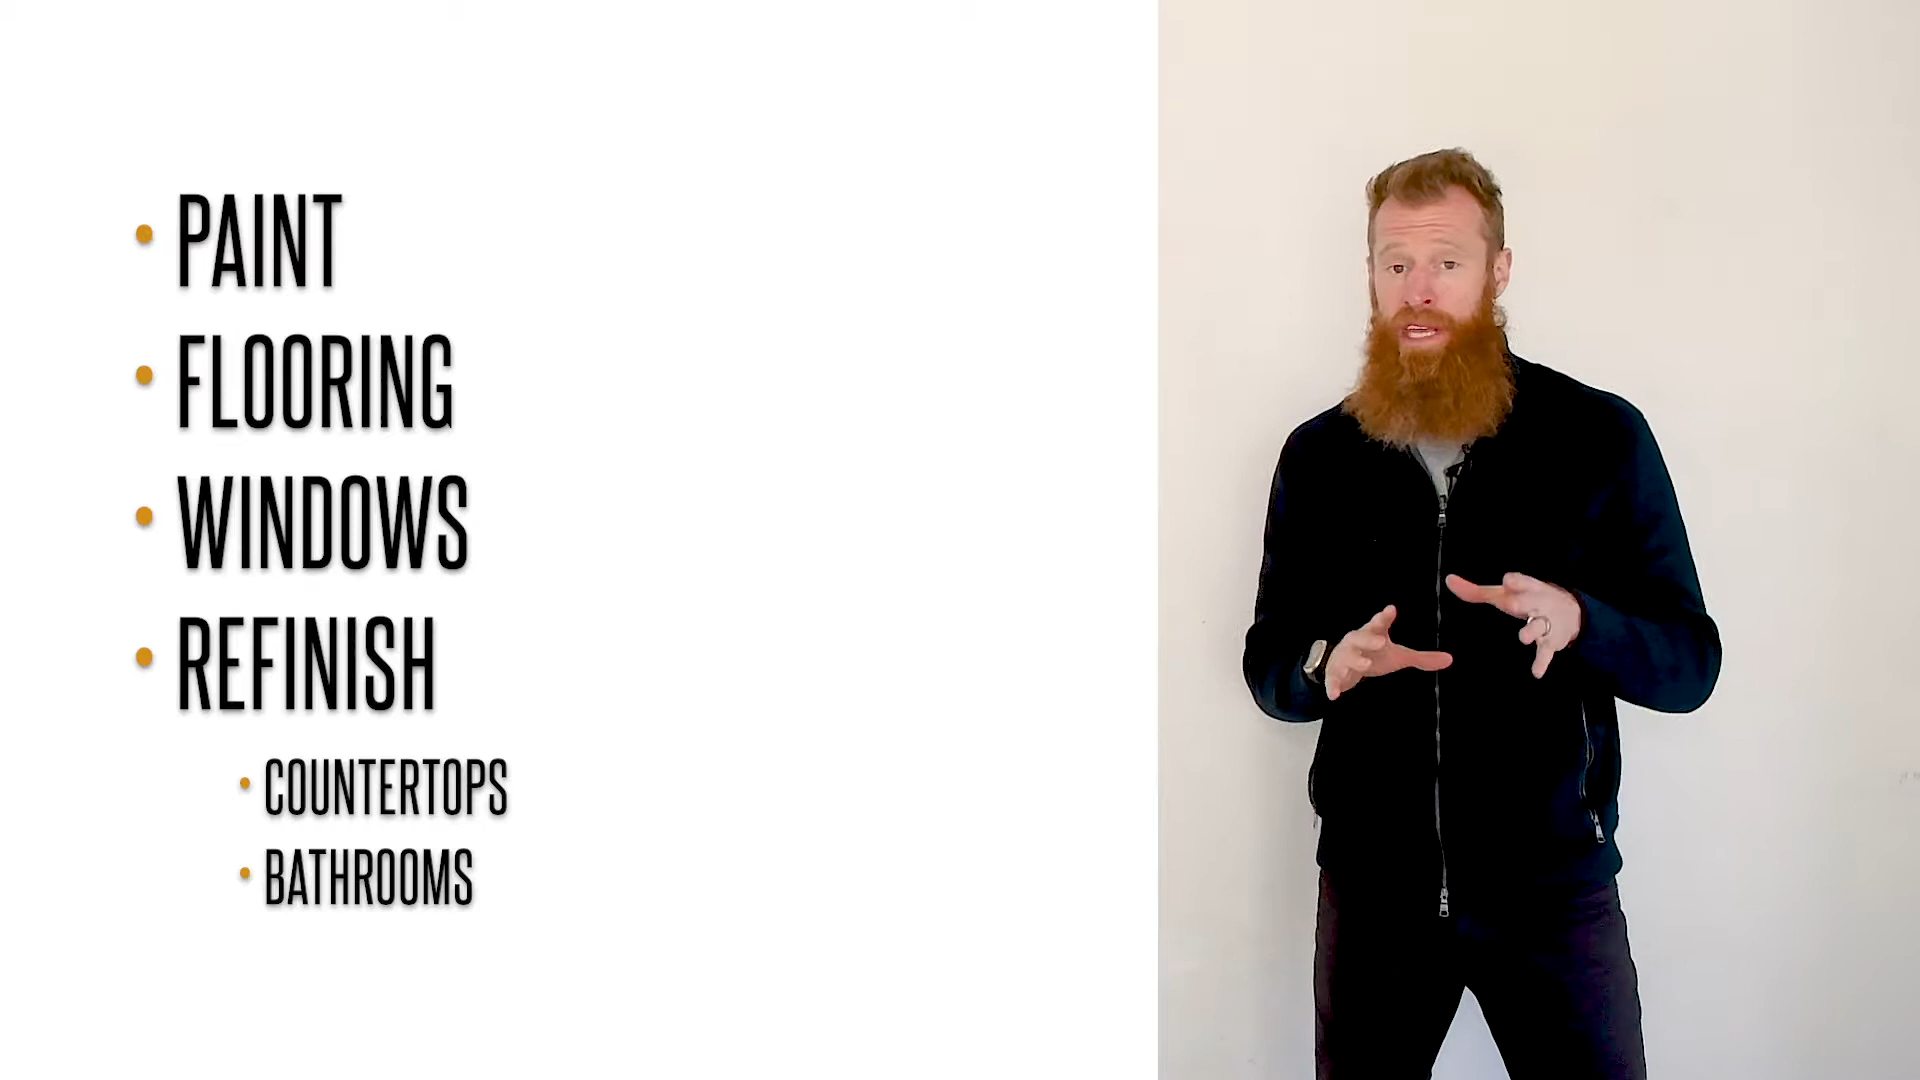 • PAINT
• FLOORING
• WINDOWS
• REFINISH
• COUNTERTOPS
• BATHROOMS